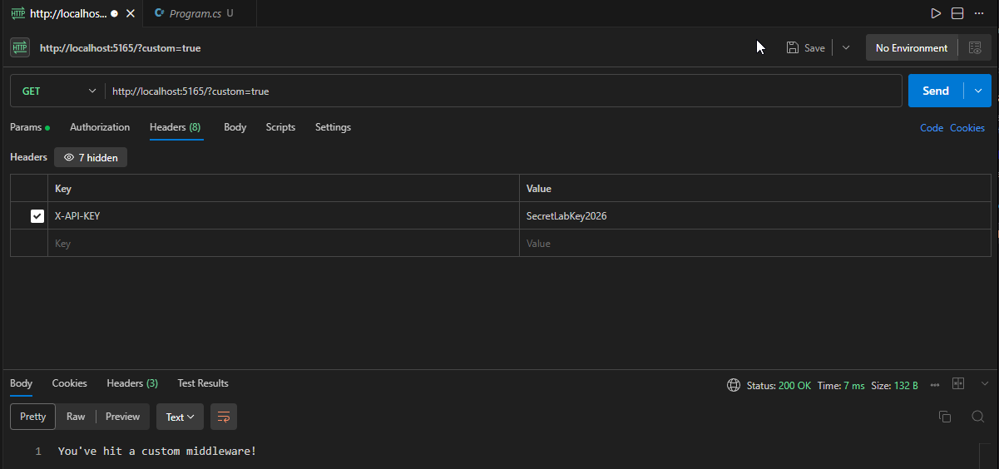 HTTP http://localhos... C# Program.cs U
HTTP http://localhost:5165/?custom=true Save No Environment
GET http://localhost:5165/?custom=true Send
Params Authorization Headers (8) Body Scripts Settings Code Cookies
Headers 7 hidden
Key Value
X-API-KEY SecretLabKey2026
Key Value
Body Cookies Headers (3) Test Results Status: 200 OK Time: 7 ms Size: 132 B
Pretty Raw Preview Text
1 You've hit a custom middleware!